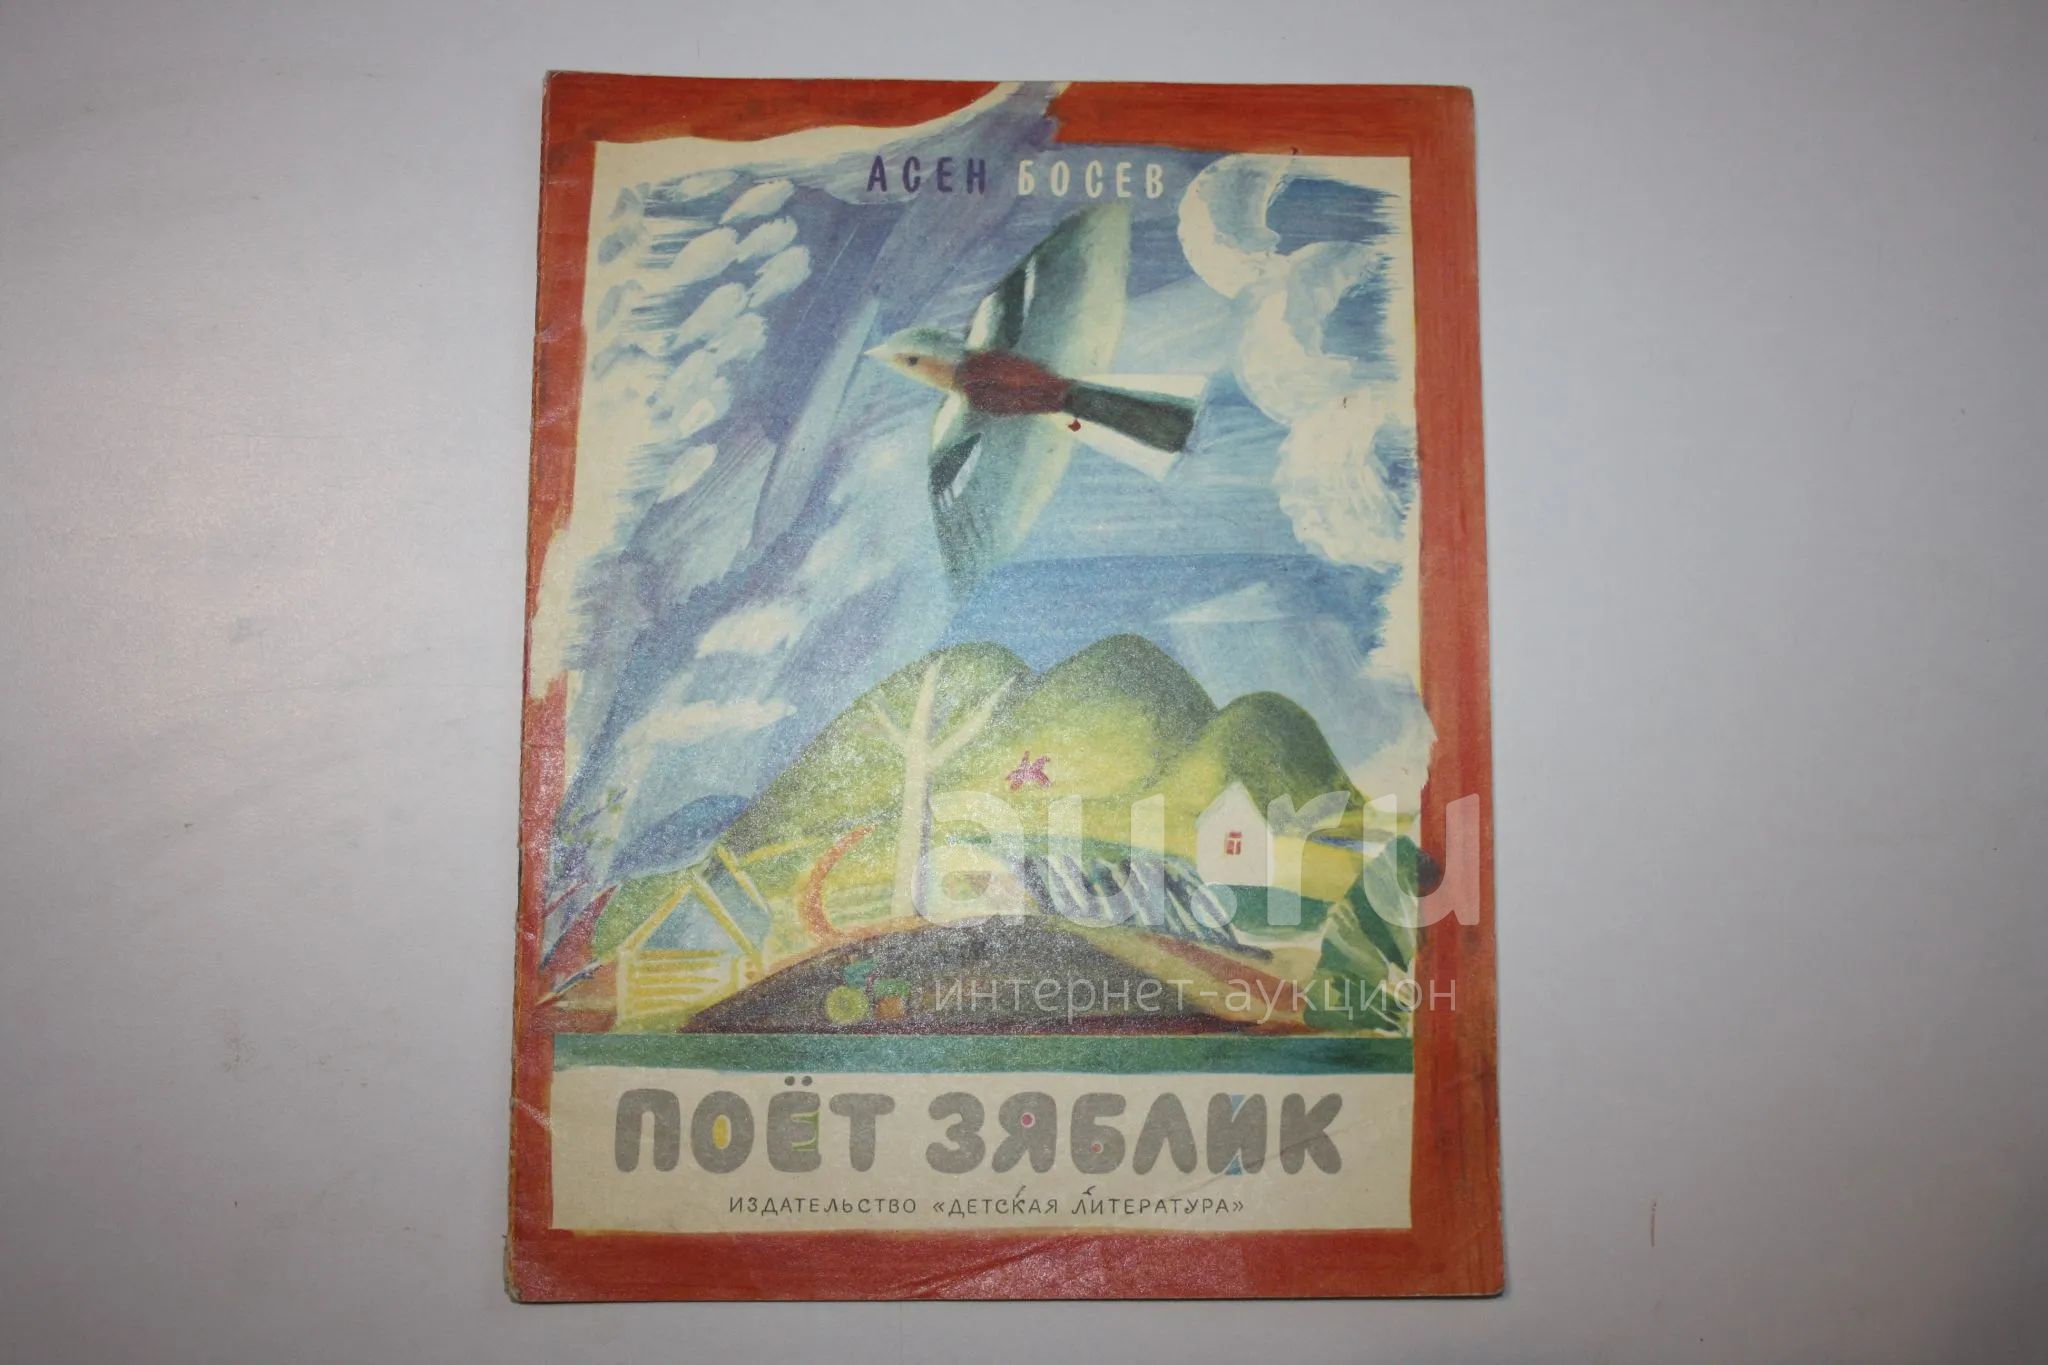 АСЕН БОСЕВ
au.ru
интернет-аукцион
ПОЁТ ЗЯБЛИК
ИЗДАТЕЛЬСТВО «ДЕТСКАЯ ЛИТЕРАТУРА»